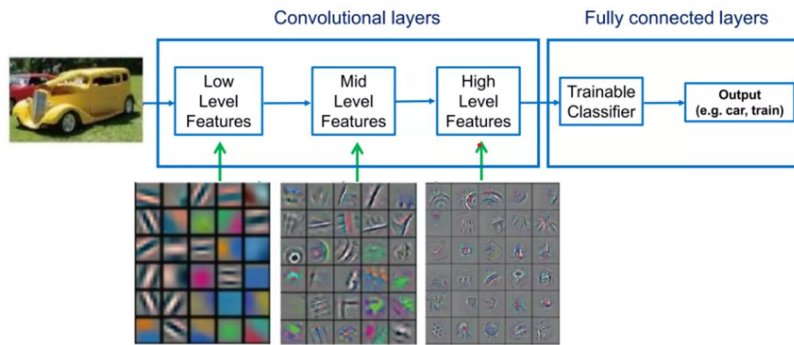 Convolutional layers
Fully connected layers
Low
Level
Features
Mid
Level
Features
High
Level
Features
Trainable
Classifier
Output
(e.g. car, train)